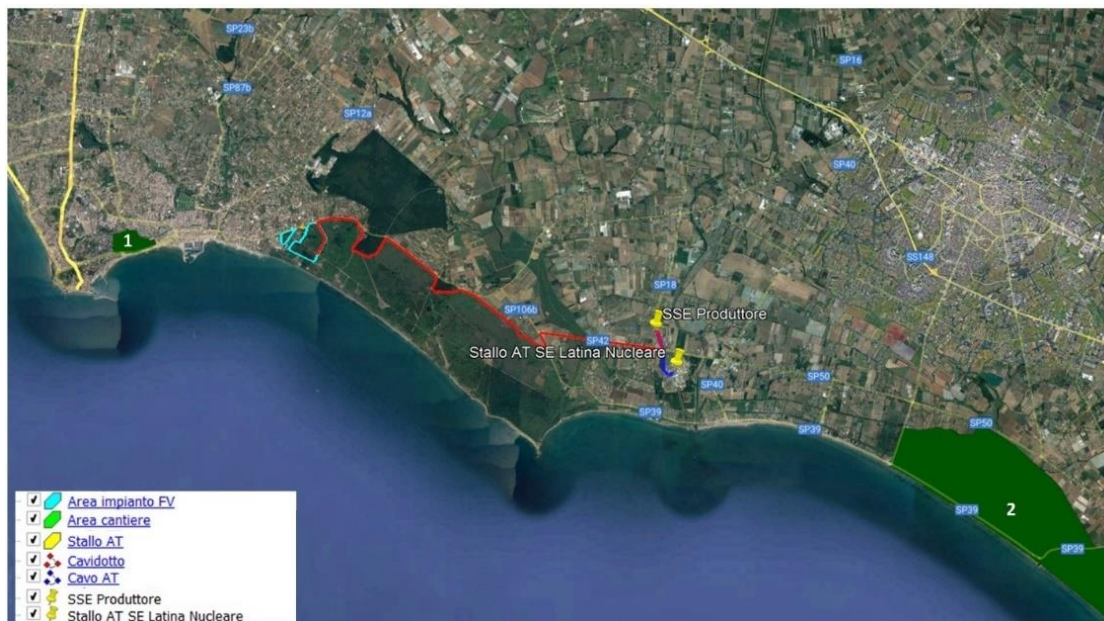 SP23b
SP87b
SP12a
SP16
SP40
SS148
1
SP18
SSE Produttore
SP106b
SP42
Stallo AT SE Latina Nucleare
SP40
SP50
SP39
SP39
SP50
2
SP39
SP39
Area impianto FV
Area cantiere
Stallo AT
Cavidotto
Cavo AT
SSE Produttore
Stallo AT SE Latina Nucleare